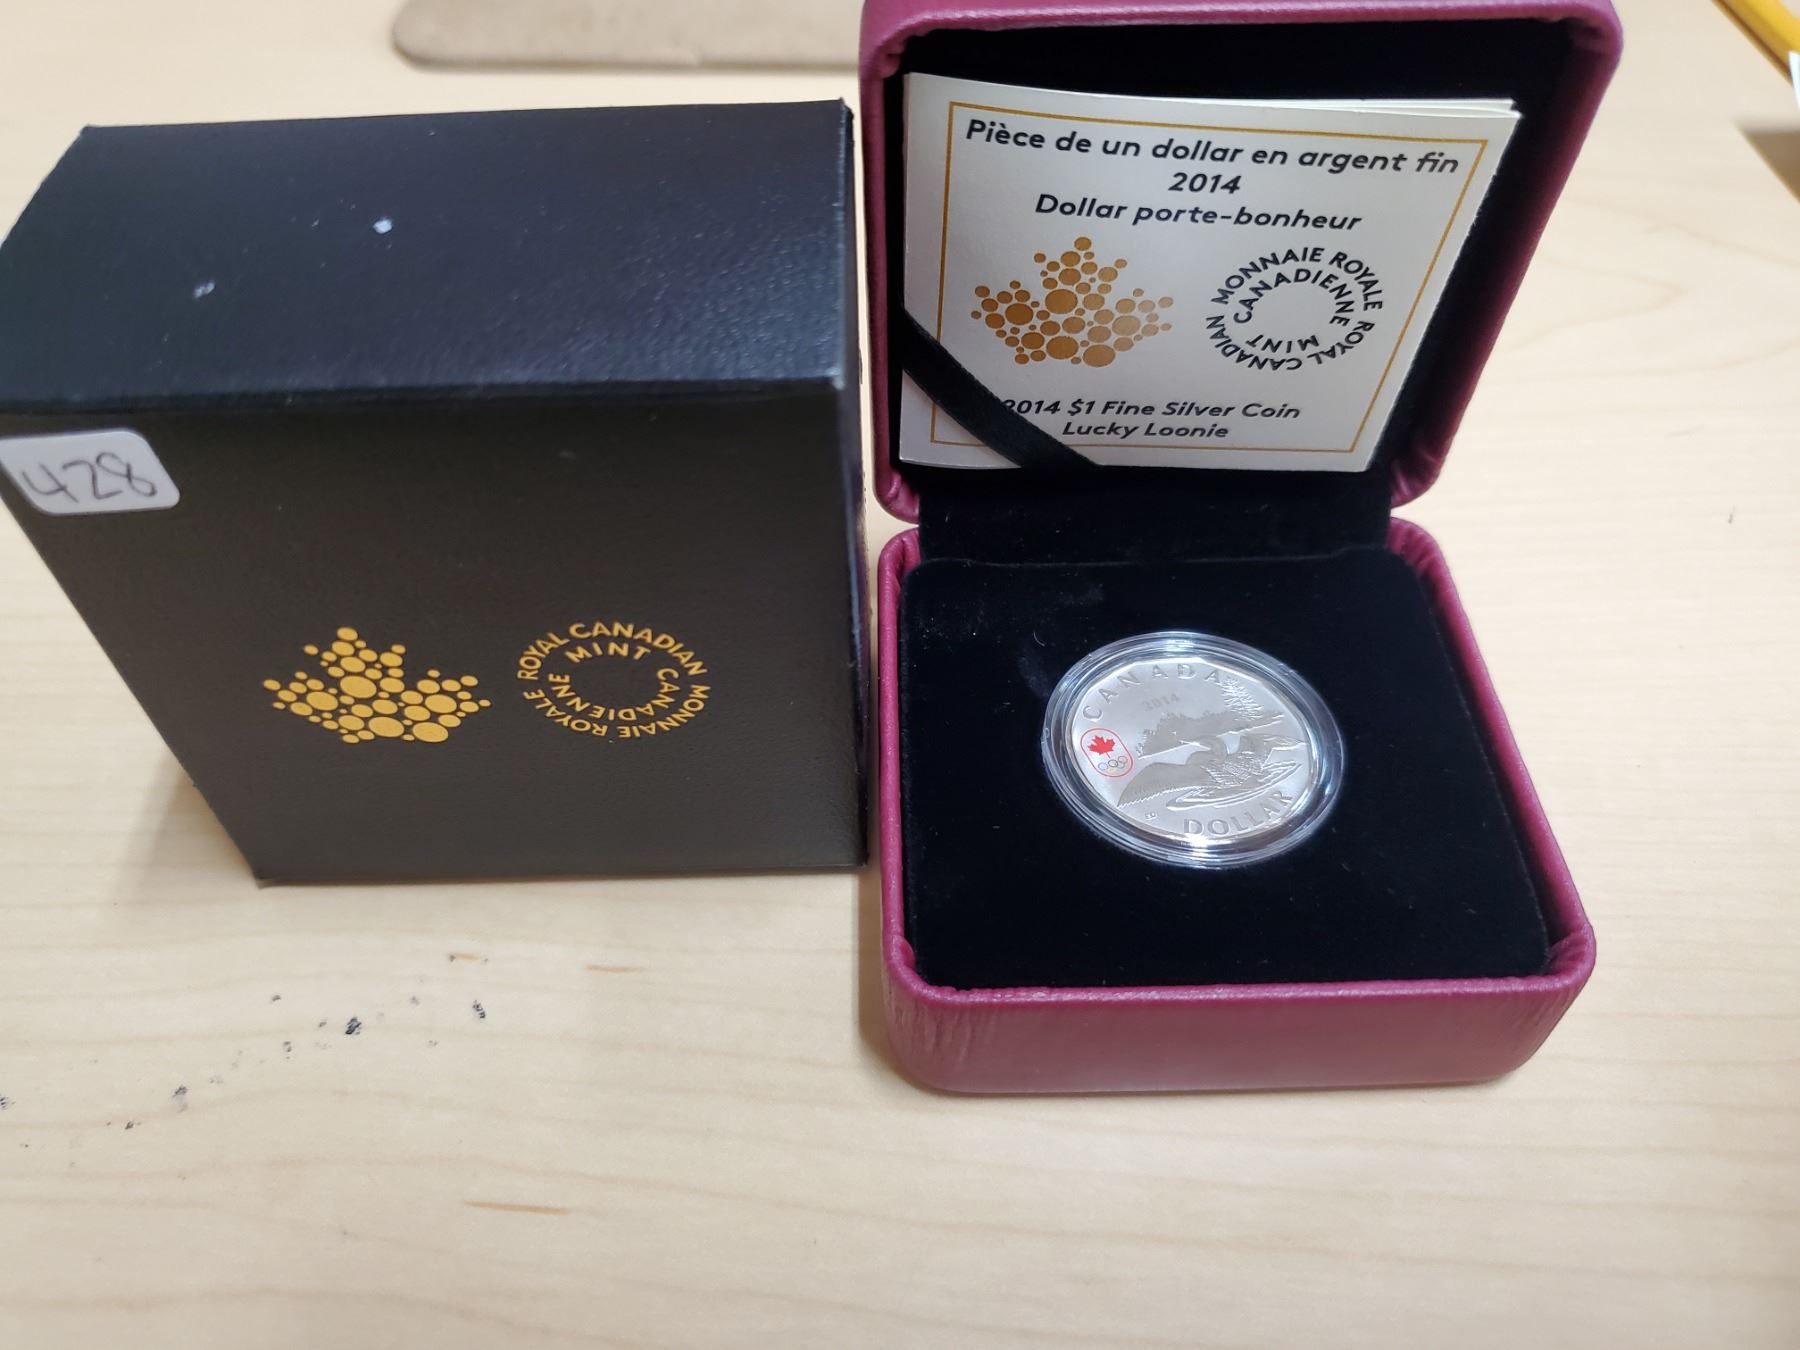 428
ROYAL CANADIAN MINT
MONNAIE ROYALE CANADIENNE
Pièce de un dollar en argent fin
2014
Dollar porte-bonheur
MONNAIE ROYALE CANADIENNE
ROYAL CANADIAN MINT
2014 $1 Fine Silver Coin
Lucky Loonie
CANADA
2014
DOLLAR